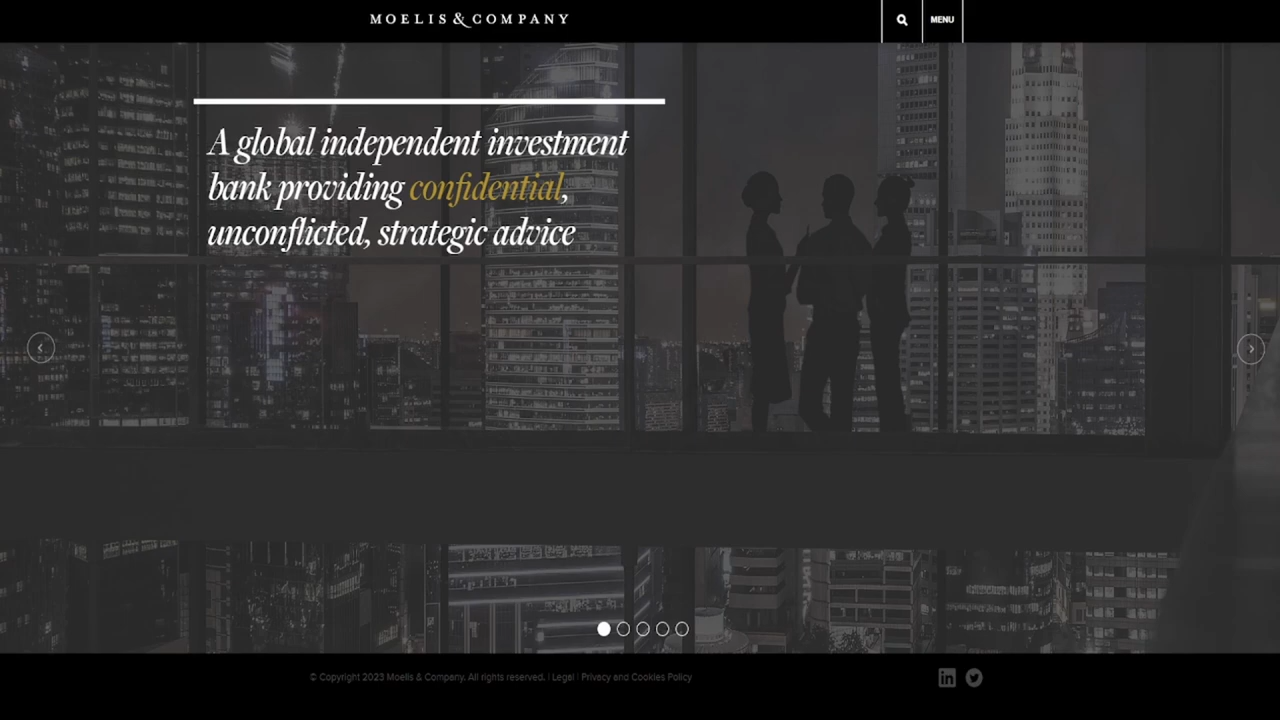 MOELIS & COMPANY
MENU
A global independent investment
bank providing confidential,
unconflicted, strategic advice
© Copyright 2023 Moelis & Company. All rights reserved. | Legal | Privacy and Cookies Policy
in